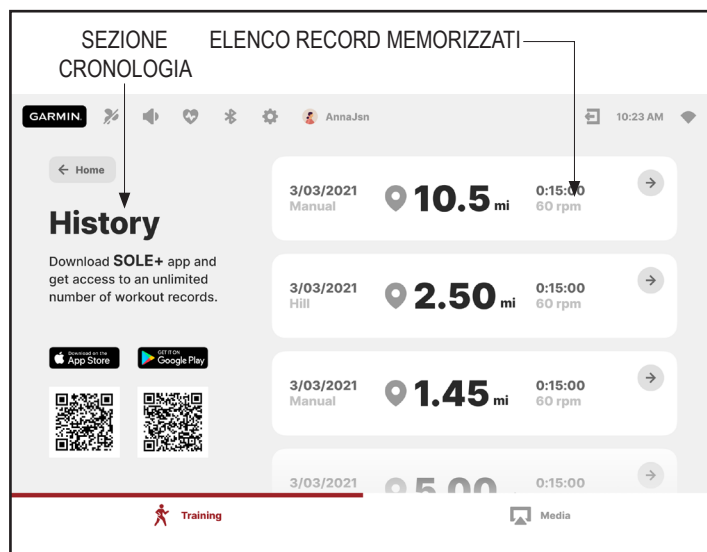 SEZIONE
CRONOLOGIA
ELENCO RECORD MEMORIZZATI
GARMIN.
AnnaJsn
10:23 AM
← Home
History
Download SOLE+ app and
get access to an unlimited
number of workout records.
Download on the
App Store
GET IT ON
Google Play
3/03/2021
Manual
10.5 mi
0:15:00
60 rpm
3/03/2021
Hill
2.50 mi
0:15:00
60 rpm
3/03/2021
Manual
1.45 mi
0:15:00
60 rpm
3/03/2021
5.00
0:15:00
Training
Media